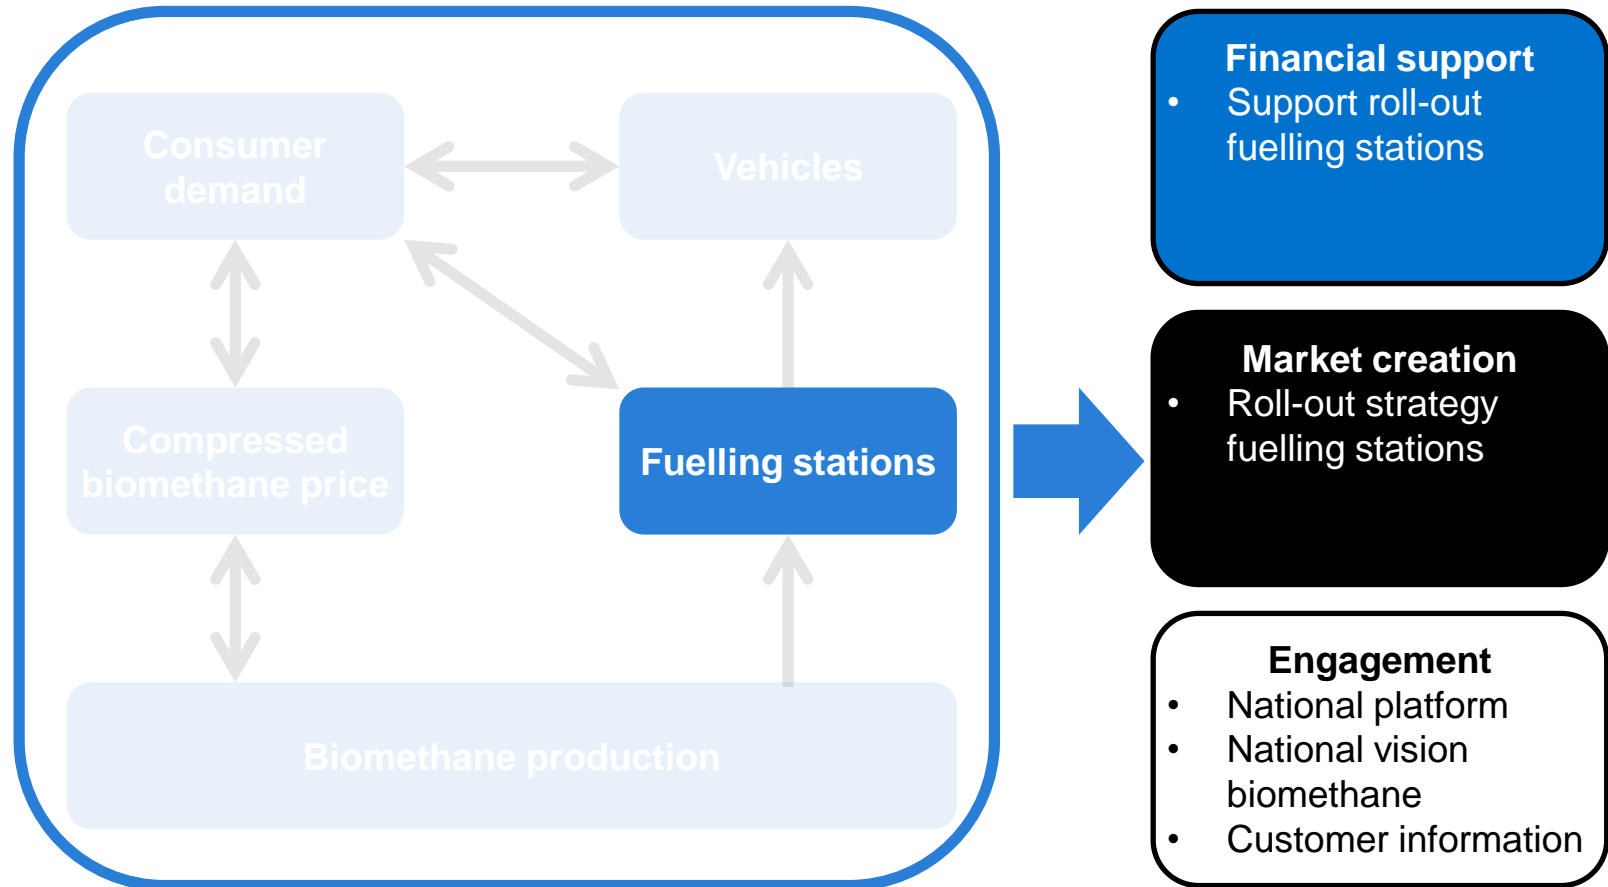 Consumer
demand
Vehicles
Compressed
biomethane price
Fuelling stations
Biomethane production
Financial support
• Support roll-out
fuelling stations
Market creation
• Roll-out strategy
fuelling stations
Engagement
• National platform
• National vision
biomethane
• Customer information